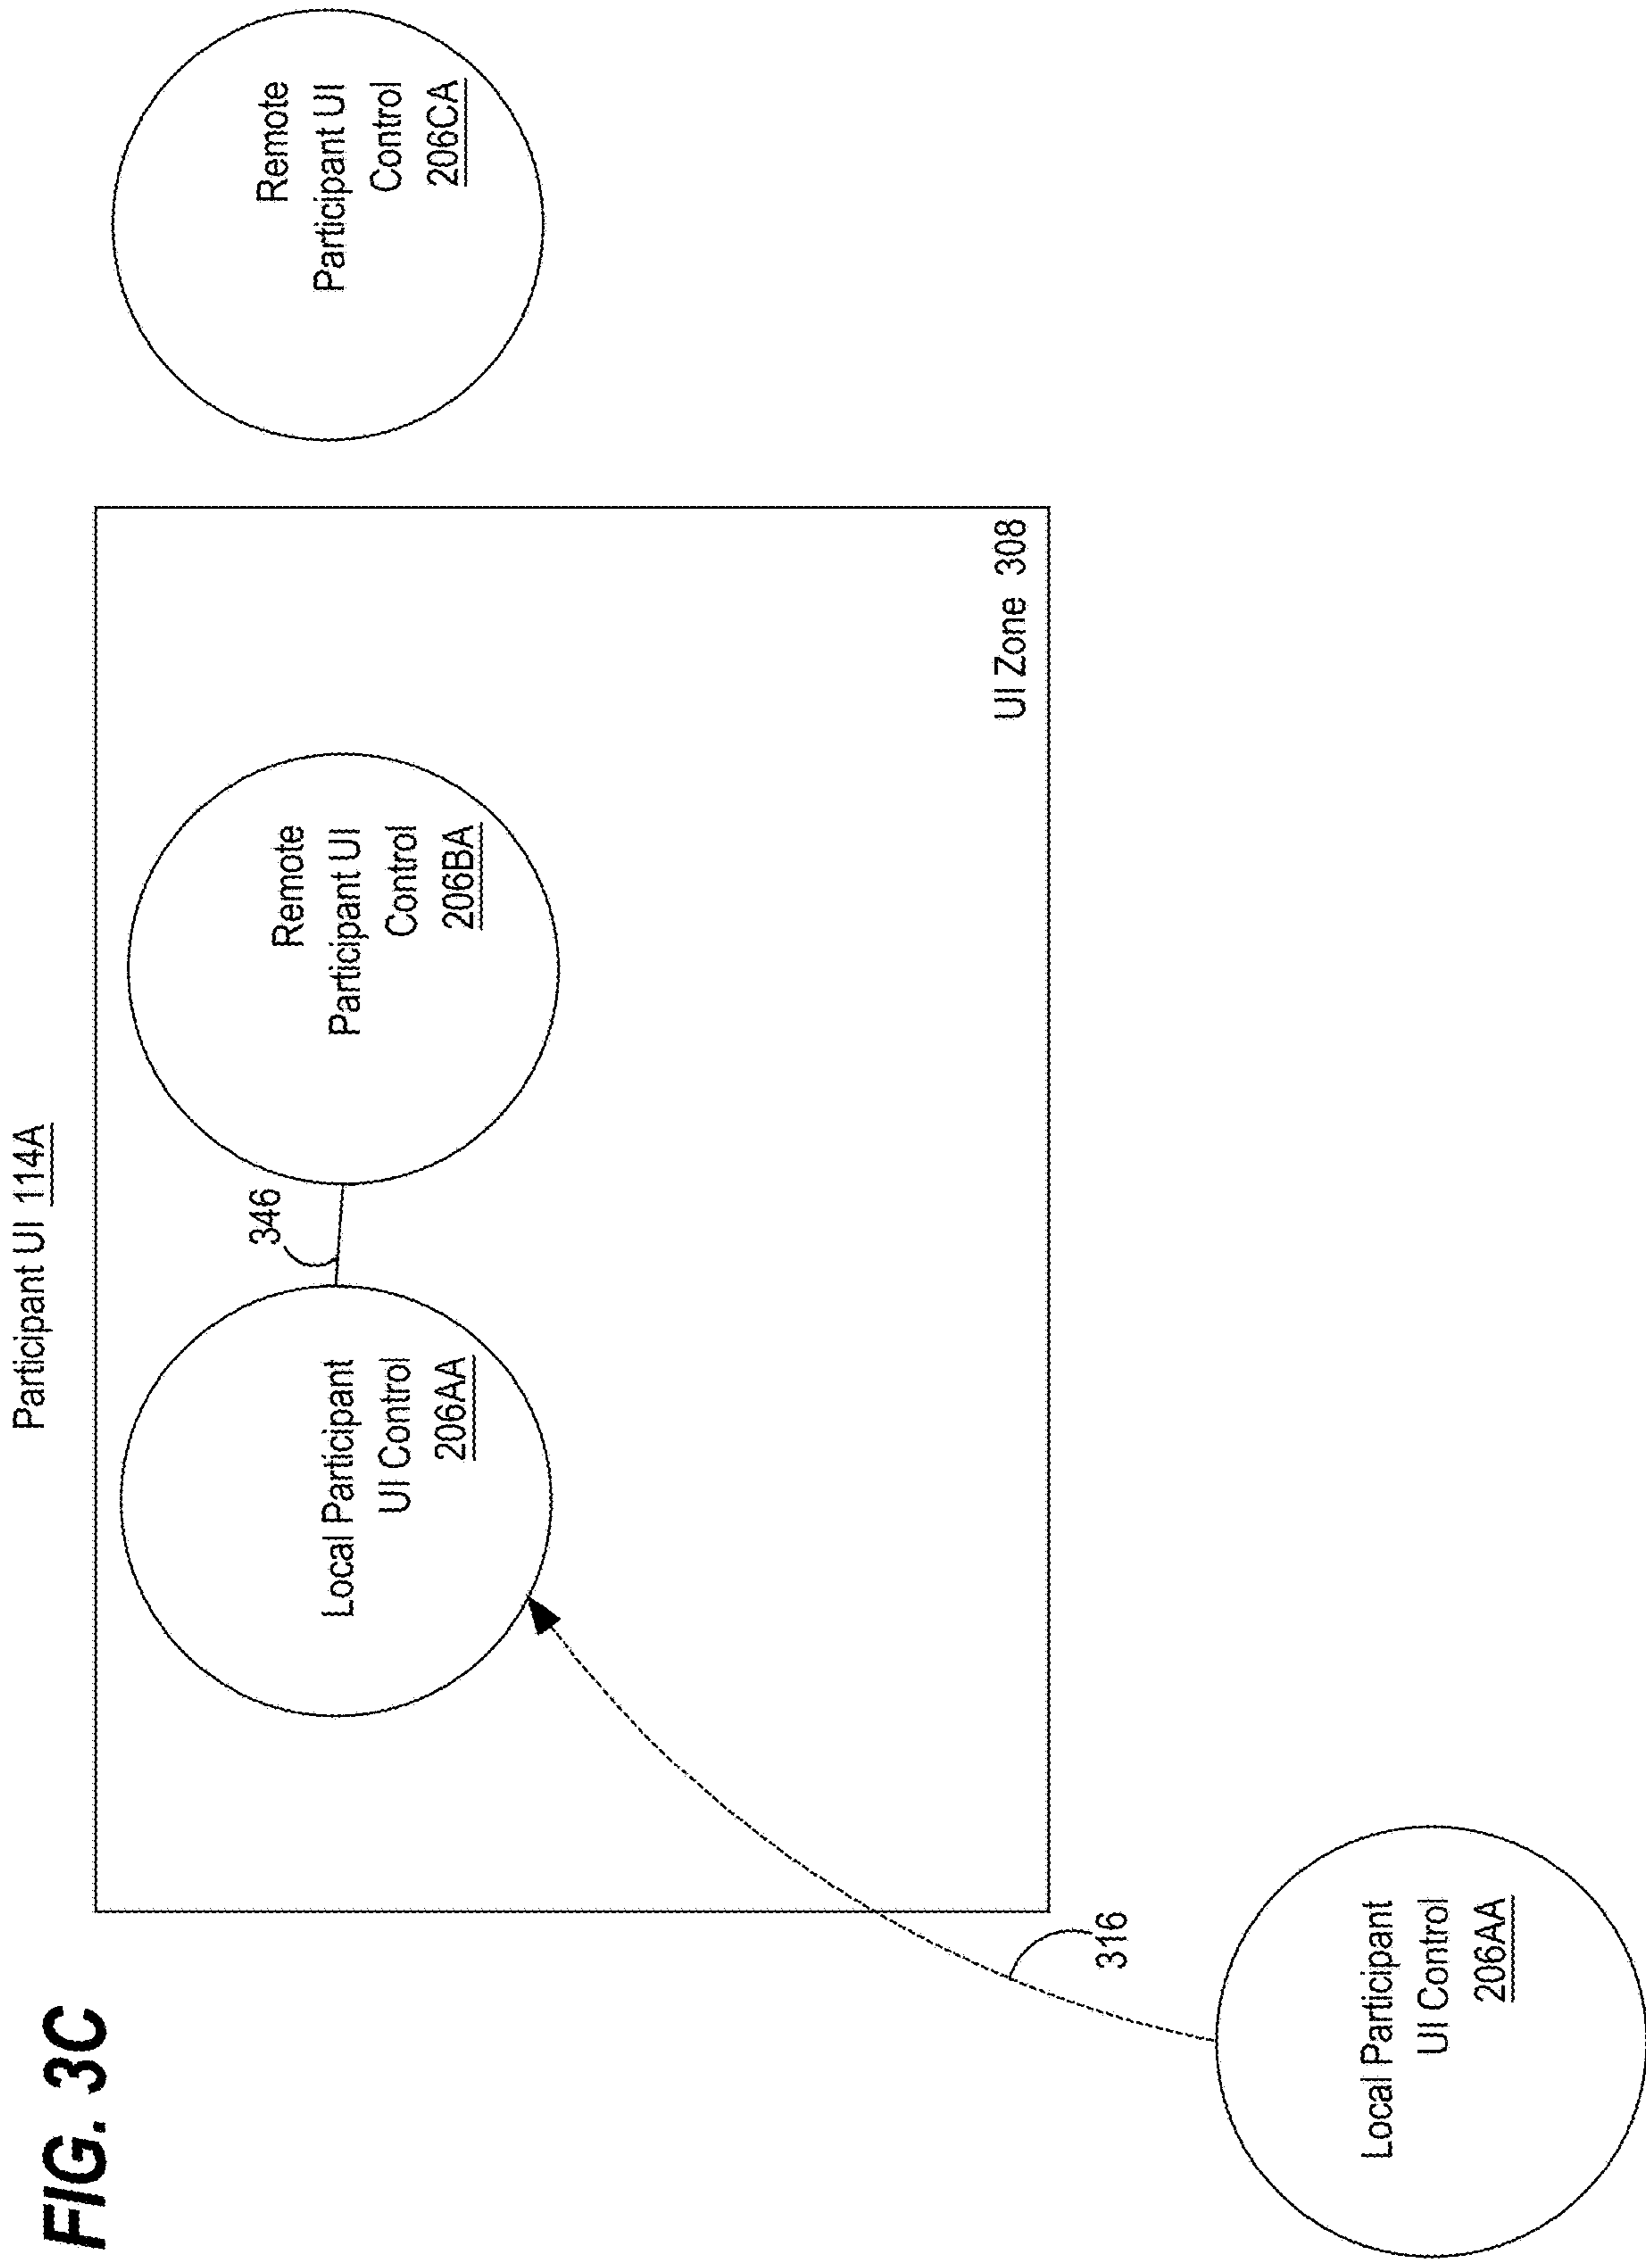 FIG. 3C
Participant UI 114A
Local Participant
UI Control
206AA
346
Remote
Participant UI
Control
206BA
Remote
Participant UI
Control
206CA
UI Zone 308
316
Local Participant
UI Control
206AA